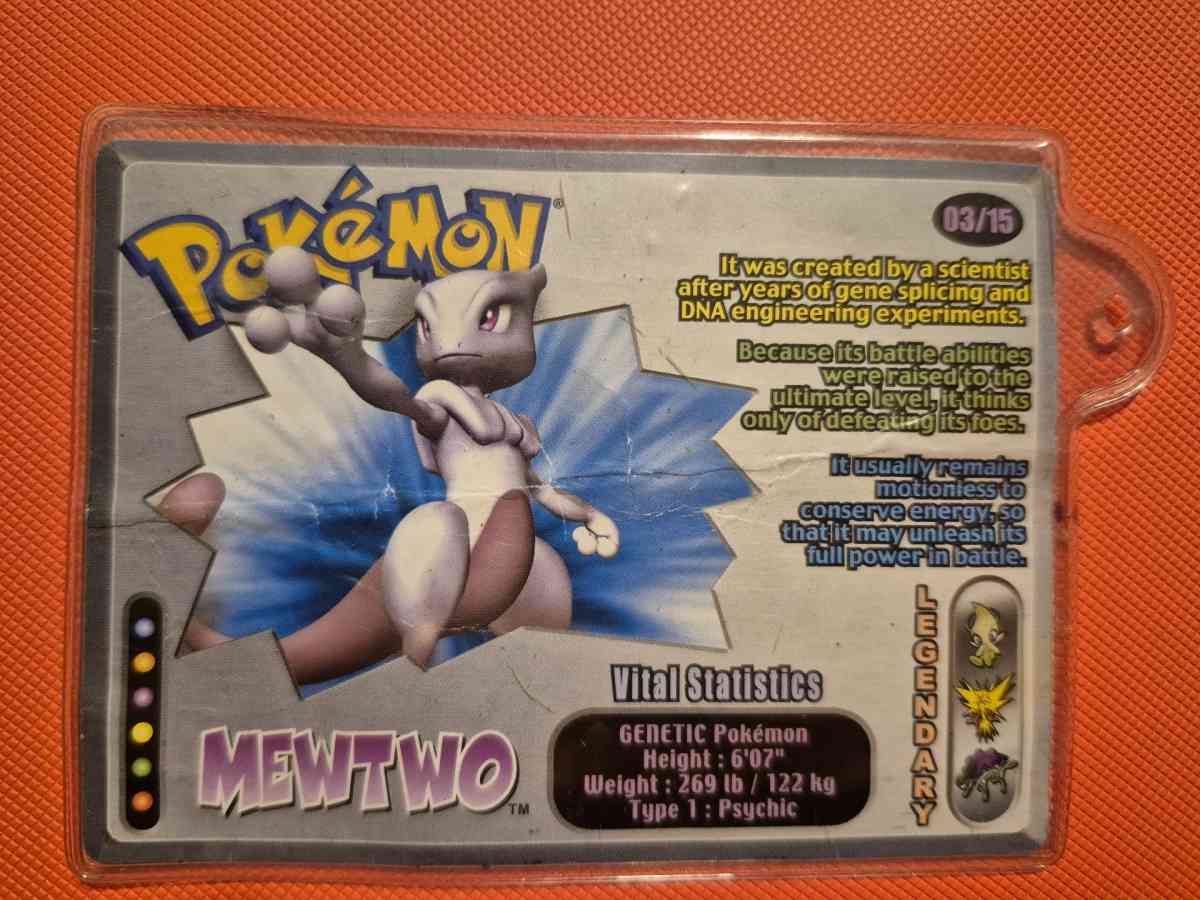 POKéMON®
03/15
It was created by a scientist
after years of gene splicing and
DNA engineering experiments.
Because its battle abilities
were raised to the
ultimate level, it thinks
only of defeating its foes.
It usually remains
motionless to
conserve energy, so
that it may unleash its
full power in battle.
LEGENDARY
Vital Statistics
GENETIC Pokémon
Height : 6'07"
Weight : 269 lb / 122 kg
Type 1 : Psychic
MEWTWO™